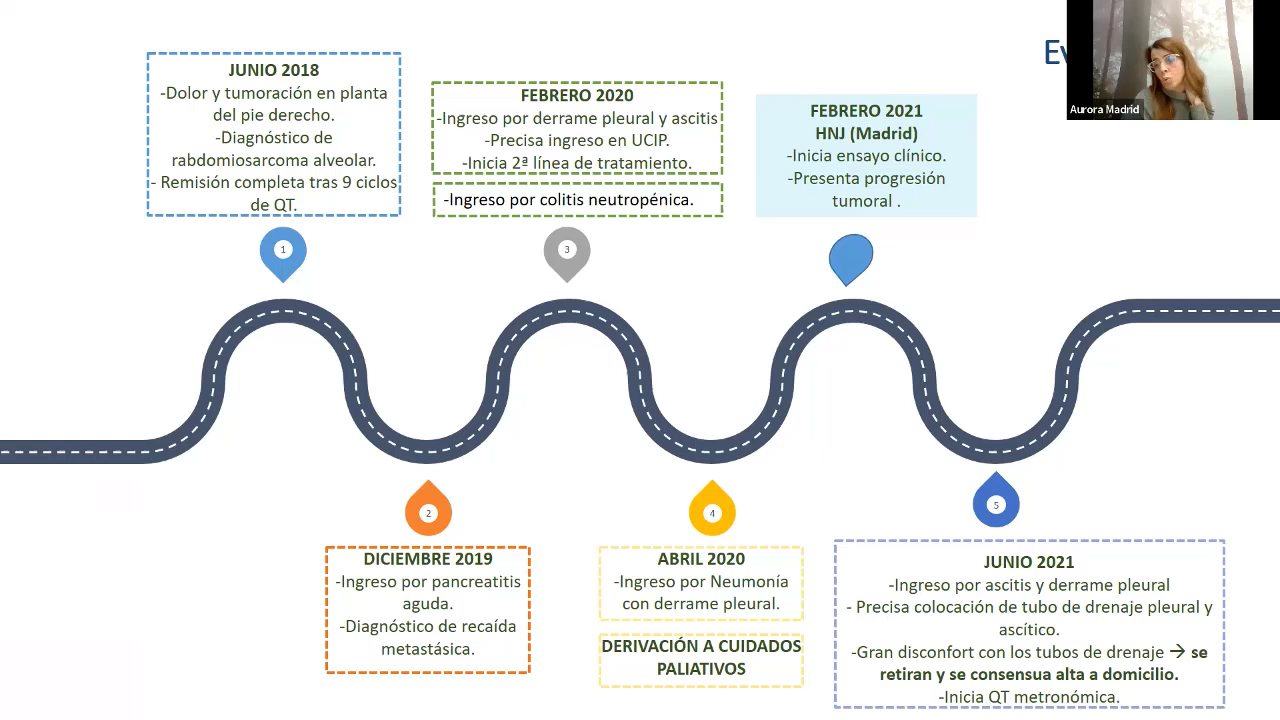 JUNIO 2018
-Dolor y tumoración en planta
del pie derecho.
-Diagnóstico de
rabdomiosarcoma alveolar.
- Remisión completa tras 9 ciclos
de QT.
1
FEBRERO 2020
-Ingreso por derrame pleural y ascitis
-Precisa ingreso en UCIP.
-Inicia 2ª línea de tratamiento.
-Ingreso por colitis neutropénica.
3
FEBRERO 2021
HNJ (Madrid)
-Inicia ensayo clínico.
-Presenta progresión
tumoral .
Aurora Madrid
2
DICIEMBRE 2019
-Ingreso por pancreatitis
aguda.
-Diagnóstico de recaída
metastásica.
4
ABRIL 2020
-Ingreso por Neumonía
con derrame pleural.
DERIVACIÓN A CUIDADOS
PALIATIVOS
5
JUNIO 2021
-Ingreso por ascitis y derrame pleural
- Precisa colocación de tubo de drenaje pleural y
ascítico.
-Gran disconfort con los tubos de drenaje → se
retiran y se consensua alta a domicilio.
-Inicia QT metronómica.